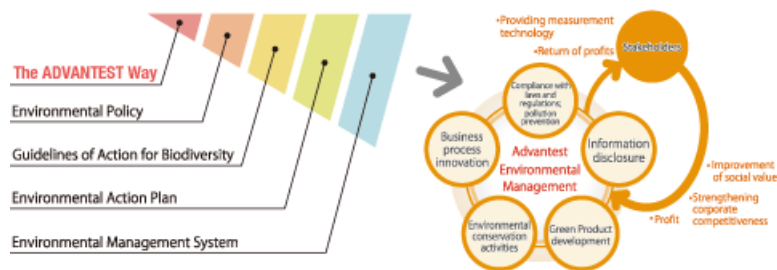 The ADVANTEST Way
Environmental Policy
Guidelines of Action for Biodiversity
Environmental Action Plan
Environmental Management System
•Providing measurement
technology
•Return of profits
Stakeholders
Compliance with
laws and
regulations;
pollution
prevention
Business
process
innovation
Advantest
Environmental
Management
Information
disclosure
Environmental
conservation
activities
Green Product
development
•Improvement
of social value
•Strengthening
corporate
competitiveness
•Profit